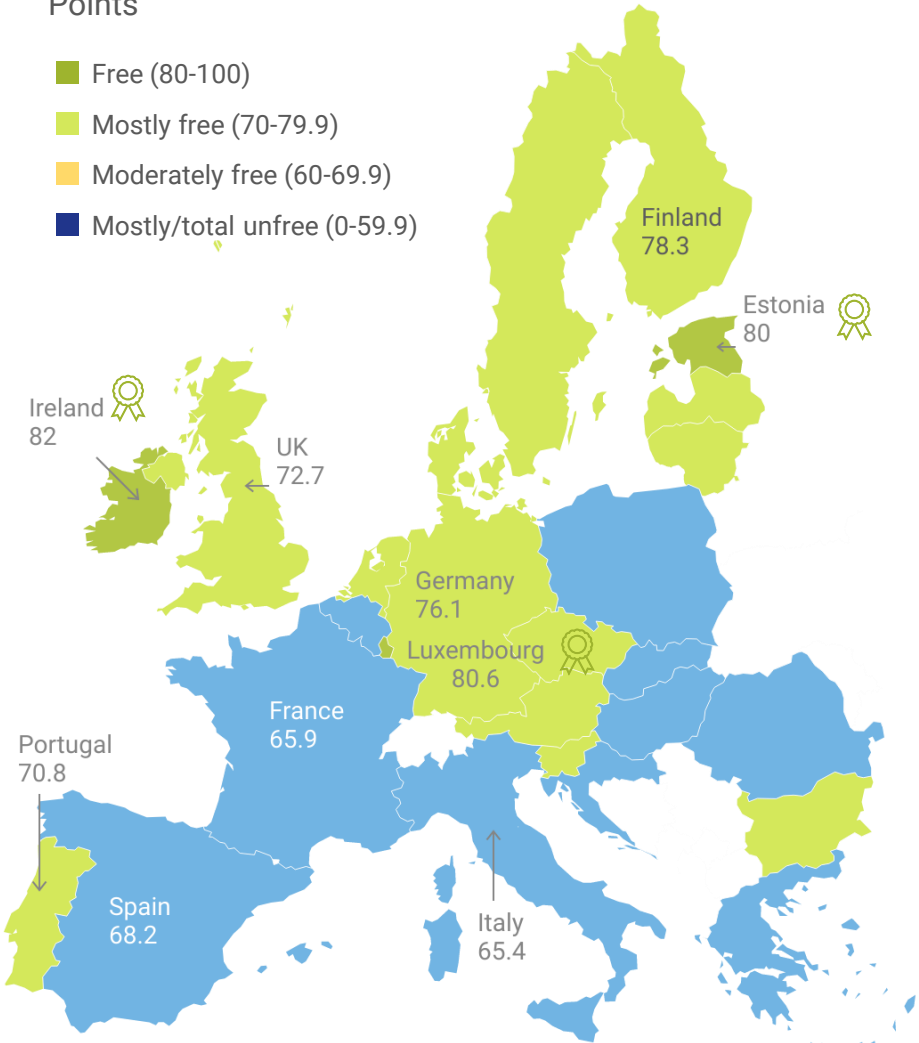 Points
Free (80-100)
Mostly free (70-79.9)
Moderately free (60-69.9)
Mostly/total unfree (0-59.9)
Finland
78.3
Estonia
80
Ireland
82
UK
72.7
Germany
76.1
Luxembourg
80.6
France
65.9
Portugal
70.8
Spain
68.2
Italy
65.4